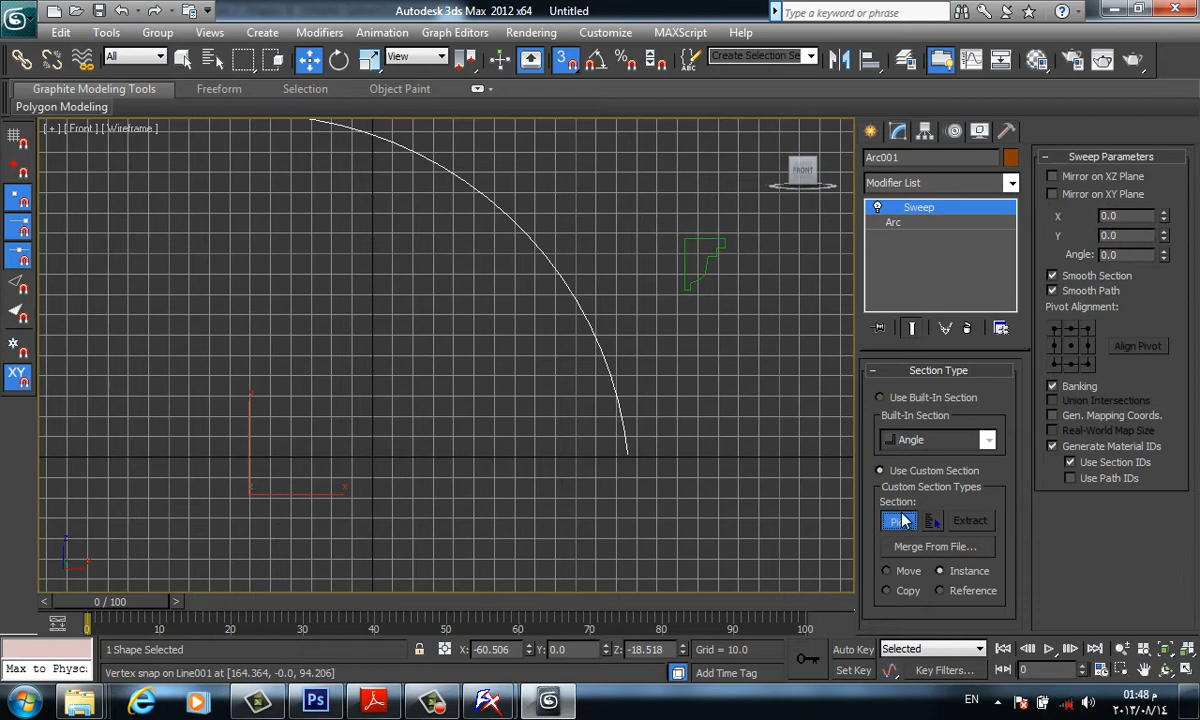 Autodesk 3ds Max 2012 x64 Untitled
Type a keyword or phrase
Edit Tools Group Views Create Modifiers Animation Graph Editors Rendering Customize MAXScript Help
All View 3 Create Selection Se
Graphite Modeling Tools Freeform Selection Object Paint
Polygon Modeling
[ + ] [ Front ] [ Wireframe ]
FRONT
Arc001
Modifier List
Sweep
Arc
Section Type
Use Built-In Section
Built-In Section
Angle
Use Custom Section
Custom Section Types
Section:
Extract
Merge From File...
Move Instance
Copy Reference
Sweep Parameters
Mirror on XZ Plane
Mirror on XY Plane
X 0.0
Y 0.0
Angle: 0.0
Smooth Section
Smooth Path
Pivot Alignment:
Align Pivot
Banking
Union Intersections
Gen. Mapping Coords.
Real-World Map Size
Generate Material IDs
Use Section IDs
Use Path IDs
x
z
XY
< 0 / 100 >
0 10 20 30 40 50 60 70 80 90 100
1 Shape Selected X: -60.506 Y: 0.0 Z: -18.518 Grid = 10.0 Auto Key Selected
Max to Physc Vertex snap on Line001 at [164.364, -0.0, 94.206] Add Time Tag Set Key Key Filters... 0
Ps EN 01:48 م
٢٠١٣/٠٨/١٤